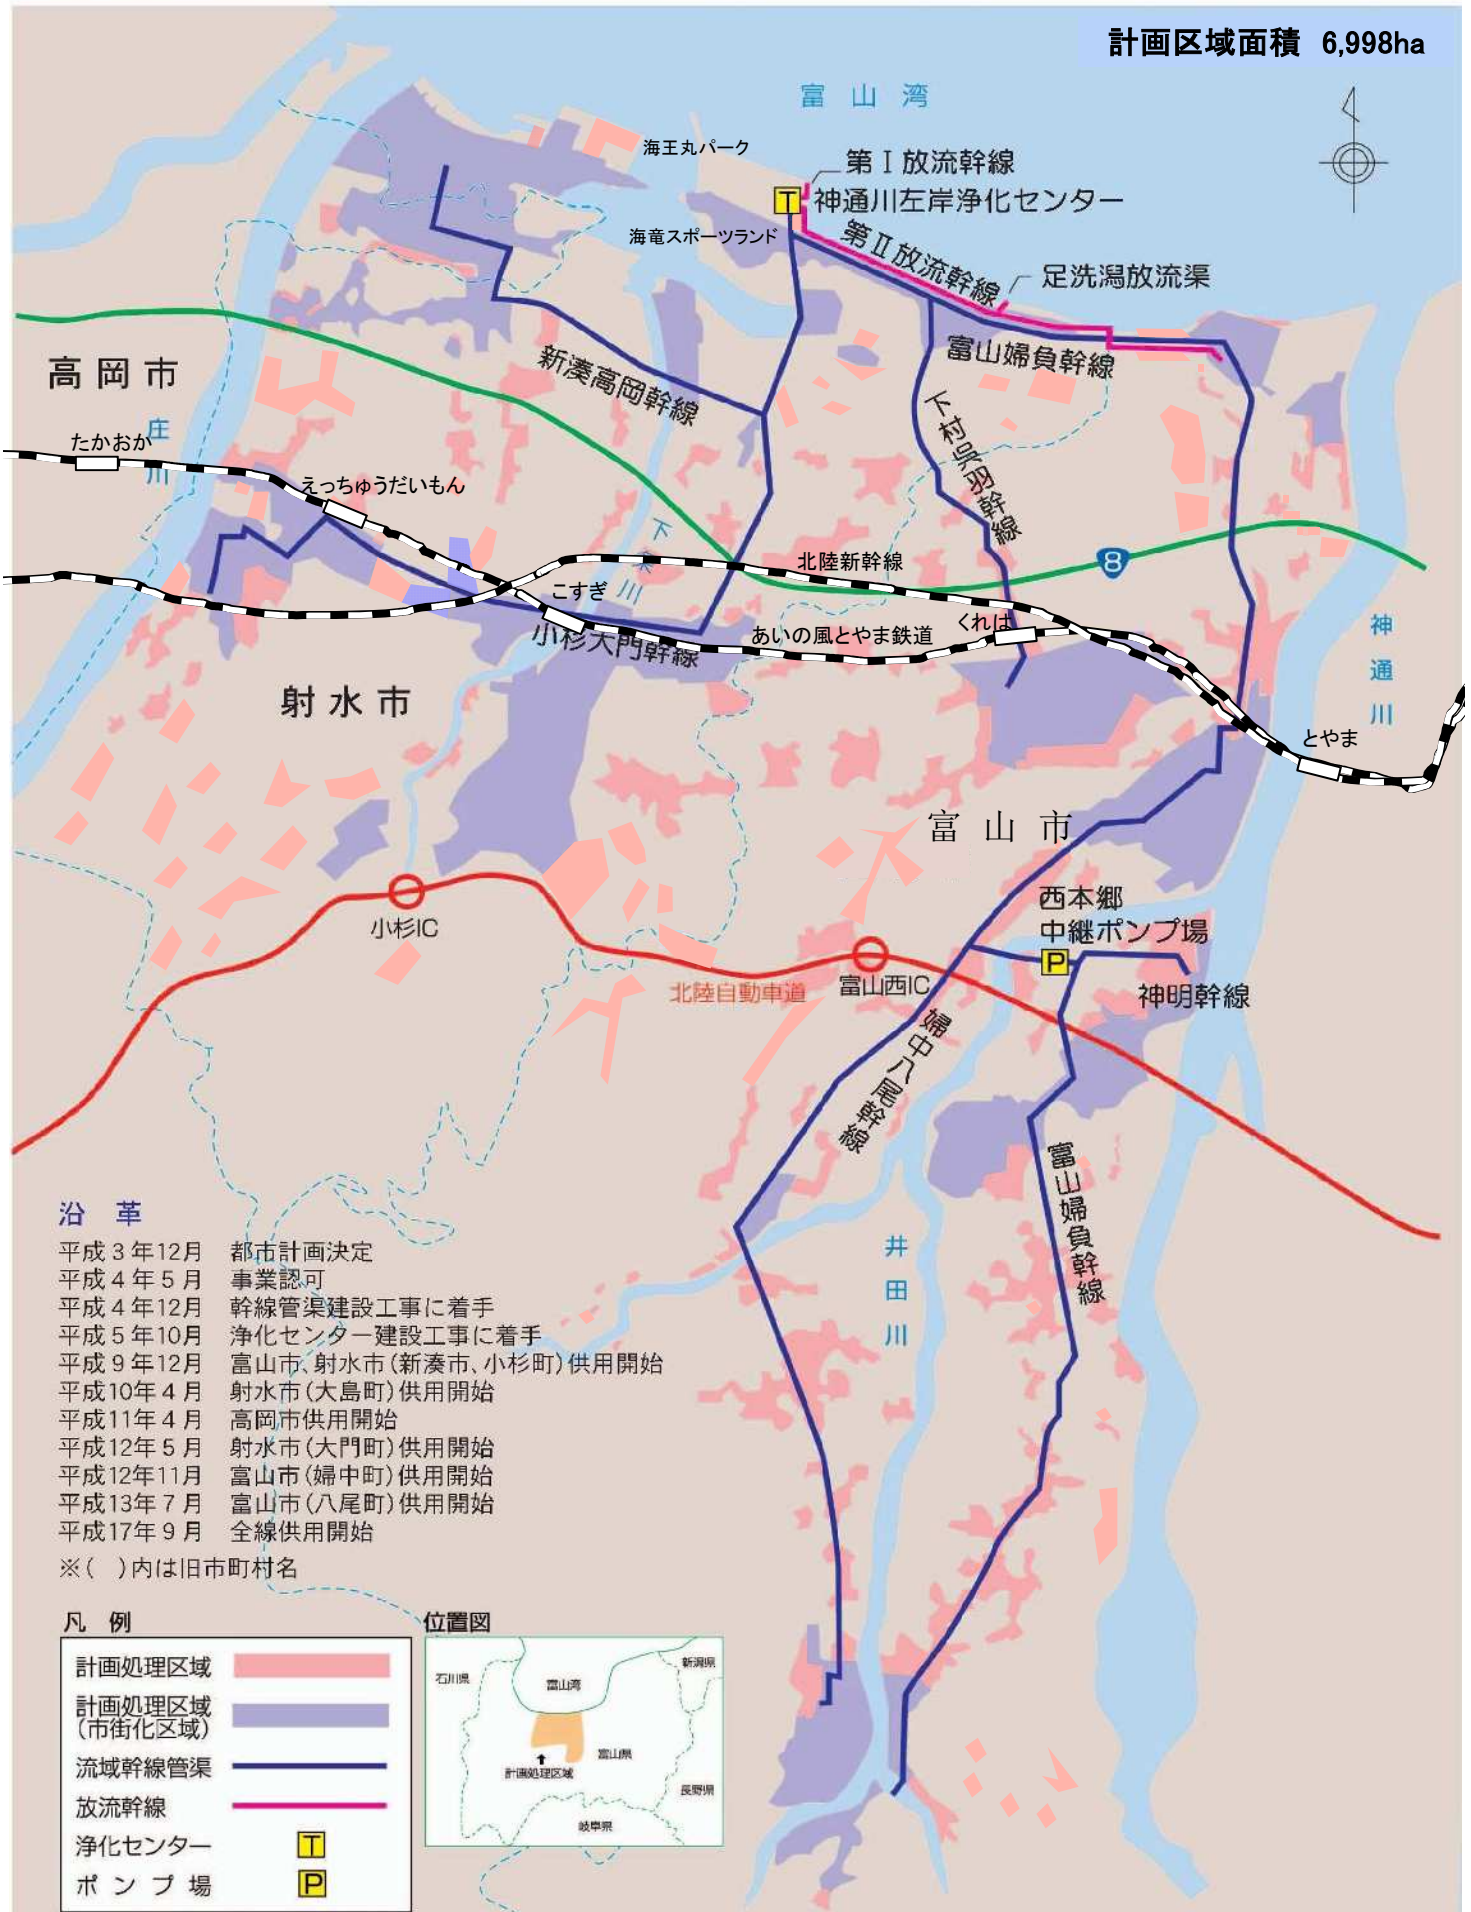 計画区域面積 6,998ha
富山湾
海王丸パーク
第Ⅰ放流幹線
T
神通川左岸浄化センター
海竜スポーツランド
第Ⅱ放流幹線
足洗潟放流渠
富山婦負幹線
新湊高岡幹線
高岡市
庄川
下村呉羽幹線
たかおか
えっちゅうだいもん
下条川
北陸新幹線
8
こすぎ
小杉大門幹線
あいの風とやま鉄道
くれは
神通川
射水市
とやま
富山市
小杉IC
西本郷
中継ポンプ場
P
北陸自動車道
富山西IC
神明幹線
婦中八尾幹線
富山婦負幹線
井田川
沿革
平成3年12月 都市計画決定
平成4年5月 事業認可
平成4年12月 幹線管渠建設工事に着手
平成5年10月 浄化センター建設工事に着手
平成9年12月 富山市、射水市(新湊市、小杉町)供用開始
平成10年4月 射水市(大島町)供用開始
平成11年4月 高岡市供用開始
平成12年5月 射水市(大門町)供用開始
平成12年11月 富山市(婦中町)供用開始
平成13年7月 富山市(八尾町)供用開始
平成17年9月 全線供用開始
※( )内は旧市町村名
凡例
計画処理区域
計画処理区域
(市街化区域)
流域幹線管渠
放流幹線
浄化センター T
ポンプ場 P
位置図
石川県
富山湾
新潟県
富山県
計画処理区域
長野県
岐阜県